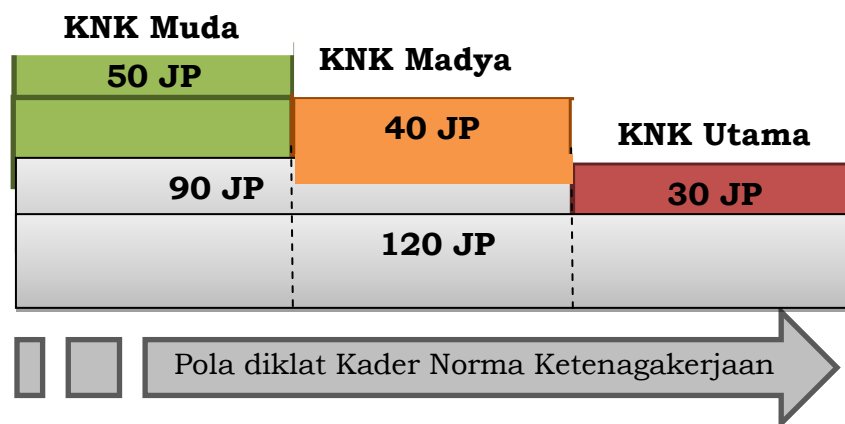 KNK Muda
50 JP
KNK Madya
40 JP
KNK Utama
90 JP
30 JP
120 JP
Pola diklat Kader Norma Ketenagakerjaan